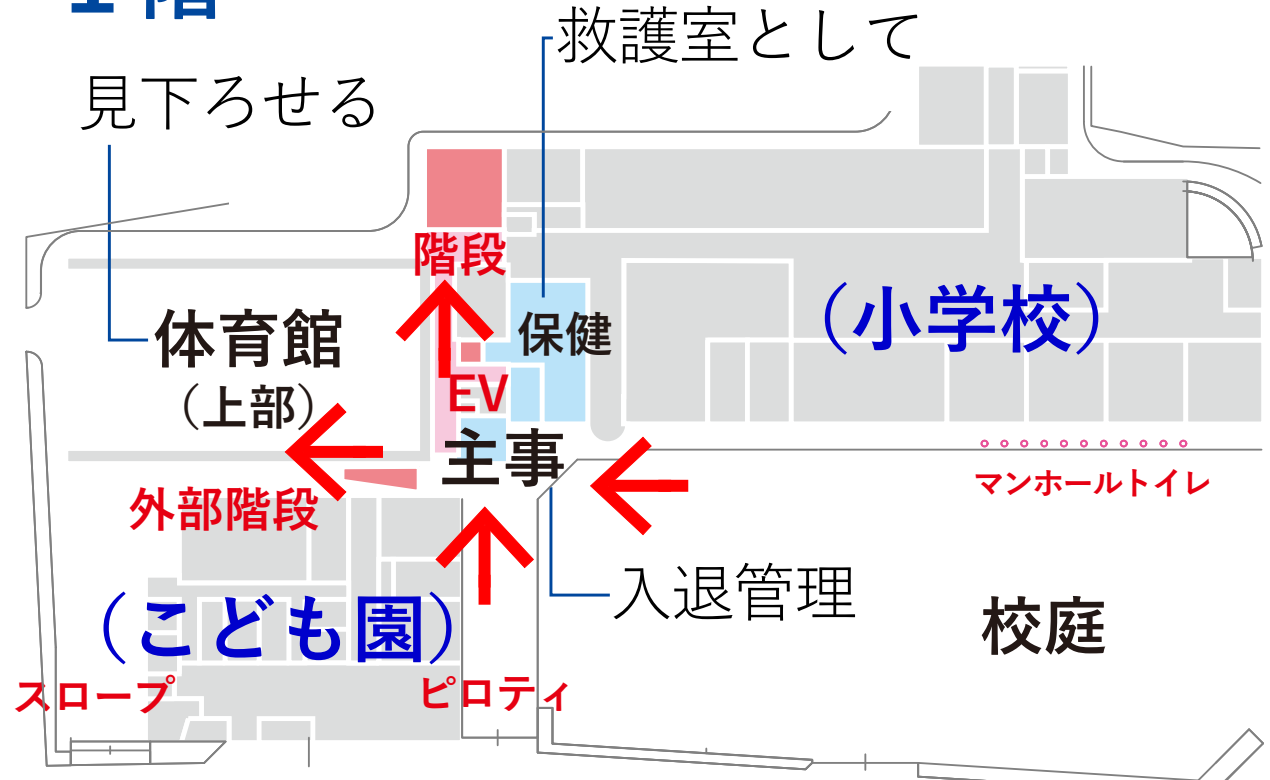 1階
救護室として
見下ろせる
階段
体育館
（上部）
保健
（小学校）
EV
主事
マンホールトイレ
外部階段
入退管理
（こども園）
校庭
スロープ
ピロティ